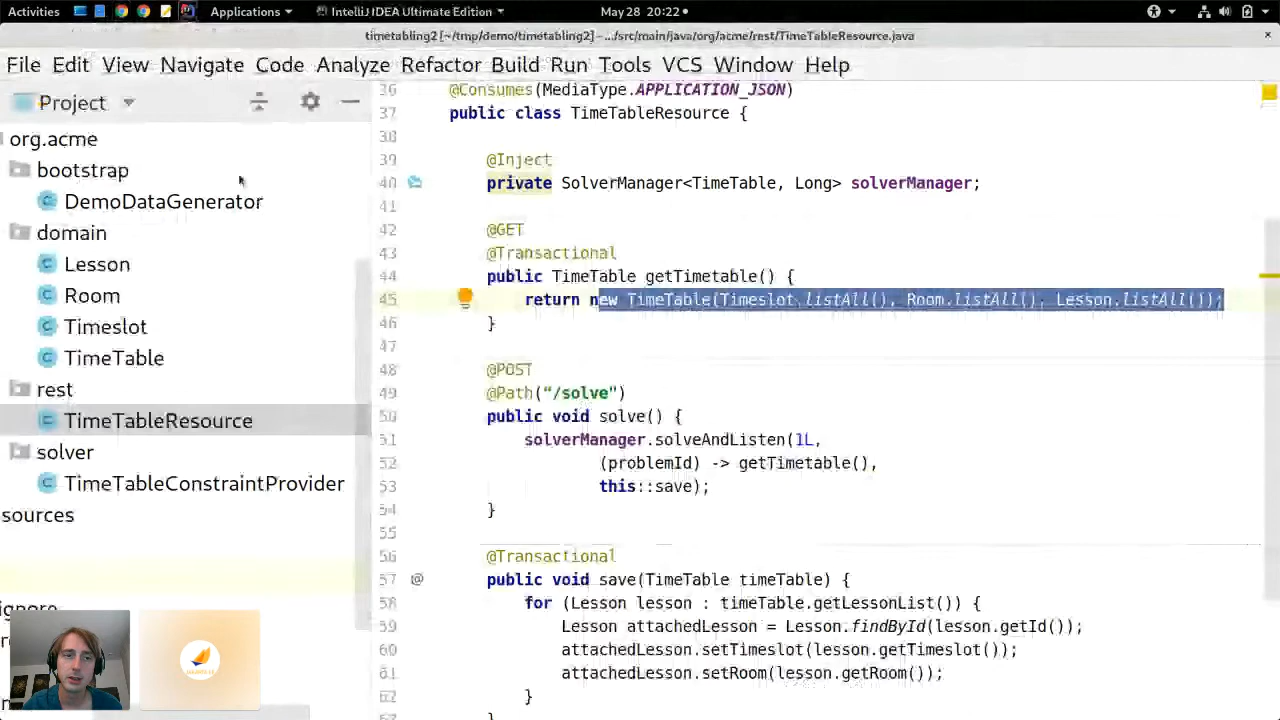 Activities
Applications
IntelliJ IDEA Ultimate Edition
May 28 20:22
timetabling2 [~/tmp/demo/timetabling2] – .../src/main/java/org/acme/rest/TimeTableResource.java
File Edit View Navigate Code Analyze Refactor Build Run Tools VCS Window Help
Project
org.acme
bootstrap
DemoDataGenerator
domain
Lesson
Room
Timeslot
TimeTable
rest
TimeTableResource
solver
TimeTableConstraintProvider
sources
36 @Consumes(MediaType.APPLICATION_JSON)
37 public class TimeTableResource {
38
39 @Inject
40 private SolverManager<TimeTable, Long> solverManager;
41
42 @GET
43 @Transactional
44 public TimeTable getTimetable() {
45 return new TimeTable(Timeslot.listAll(), Room.listAll(), Lesson.listAll());
46 }
47
48 @POST
49 @Path("/solve")
50 public void solve() {
51 solverManager.solveAndListen(1L,
52 (problemId) -> getTimetable(),
53 this::save);
54 }
55
56 @Transactional
57 @ public void save(TimeTable timeTable) {
58 for (Lesson lesson : timeTable.getLessonList()) {
59 Lesson attachedLesson = Lesson.findById(lesson.getId());
60 attachedLesson.setTimeslot(lesson.getTimeslot());
61 attachedLesson.setRoom(lesson.getRoom());
62 }